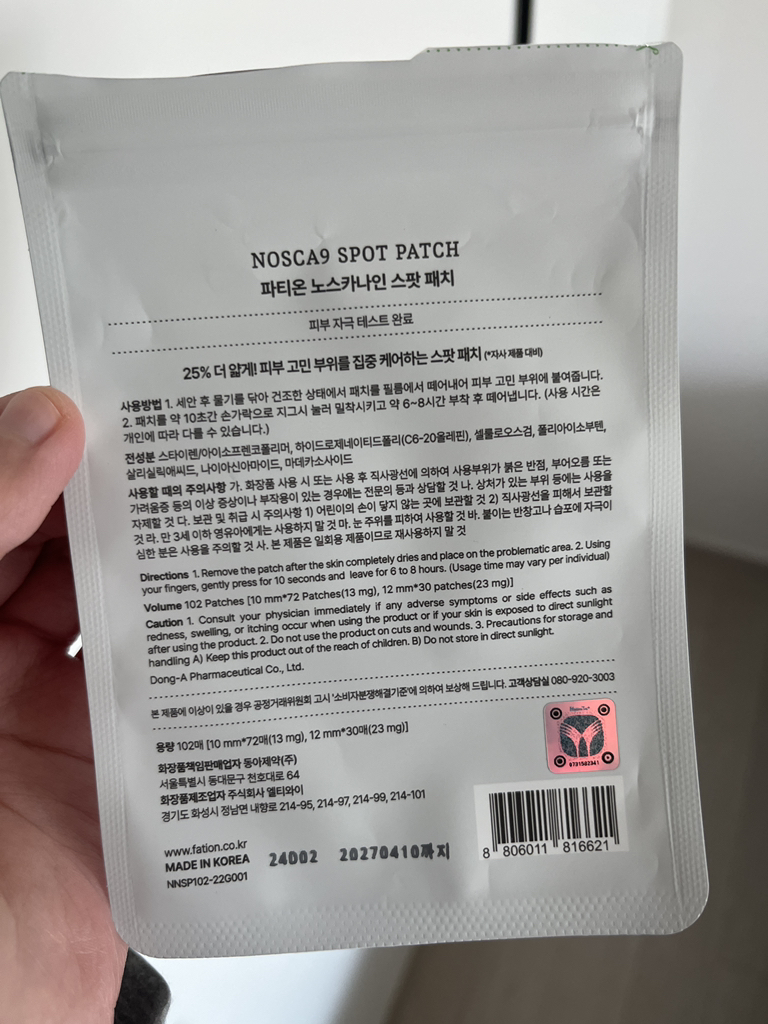 NOSCA9 SPOT PATCH
파티온 노스카나인 스팟 패치
피부 자극 테스트 완료
25% 더 얇게! 피부 고민 부위를 집중 케어하는 스팟 패치 (*자사 제품 대비)
사용방법 1. 세안 후 물기를 닦아 건조한 상태에서 패치를 필름에서 떼어내어 피부 고민 부위에 붙여줍니다.
2. 패치를 약 10초간 손가락으로 지그시 눌러 밀착시키고 약 6~8시간 부착 후 떼어냅니다. (사용 시간은
개인에 따라 다를 수 있습니다.)
전성분 스타이렌/아이소프렌코폴리머, 하이드로제네이티드폴리(C6-20올레핀), 셀룰로오스검, 폴리아이소부텐,
살리실릭애씨드, 나이아신아마이드, 마데카소사이드
사용할 때의 주의사항 가. 화장품 사용 시 또는 사용 후 직사광선에 의하여 사용부위가 붉은 반점, 부어오름 또는
가려움증 등의 이상 증상이나 부작용이 있는 경우에는 전문의 등과 상담할 것 나. 상처가 있는 부위 등에는 사용을
자제할 것 다. 보관 및 취급 시 주의사항 1) 어린이의 손이 닿지 않는 곳에 보관할 것 2) 직사광선을 피해서 보관할
것 라. 만 3세 이하 영유아에게는 사용하지 말 것 마. 눈 주위를 피하여 사용할 것 바. 붙이는 반창고나 습포에 자극이
심한 분은 사용을 주의할 것 사. 본 제품은 일회용 제품이므로 재사용하지 말 것
Directions 1. Remove the patch after the skin completely dries and place on the problematic area. 2. Using
your fingers, gently press for 10 seconds and leave for 6 to 8 hours. (Usage time may vary per individual)
Volume 102 Patches [10 mm*72 Patches(13 mg), 12 mm*30 patches(23 mg)]
Caution 1. Consult your physician immediately if any adverse symptoms or side effects such as
redness, swelling, or itching occur when using the product or if your skin is exposed to direct sunlight
after using the product. 2. Do not use the product on cuts and wounds. 3. Precautions for storage and
handling A) Keep this product out of the reach of children. B) Do not store in direct sunlight.
Dong-A Pharmaceutical Co., Ltd.
본 제품에 이상이 있을 경우 공정거래위원회 고시 '소비자분쟁해결기준'에 의하여 보상해 드립니다. 고객상담실 080-920-3003
용량 102매 [10 mm*72매(13 mg), 12 mm*30매(23 mg)]
화장품책임판매업자 동아제약(주)
서울특별시 동대문구 천호대로 64
화장품제조업자 주식회사 엘티와이
경기도 화성시 정남면 내향로 214-95, 214-97, 214-99, 214-101
9731582341
www.fation.co.kr
MADE IN KOREA
NNSP102-22G001
24D02 20270410까지
8 806011 816621